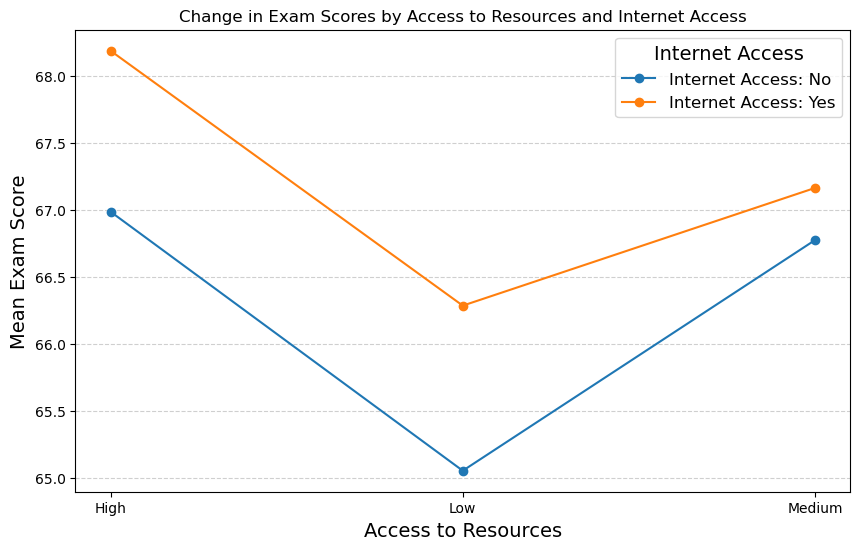 Change in Exam Scores by Access to Resources and Internet Access
Internet Access
Internet Access: No
Internet Access: Yes
Mean Exam Score
68.0
67.5
67.0
66.5
66.0
65.5
65.0
High
Low
Medium
Access to Resources